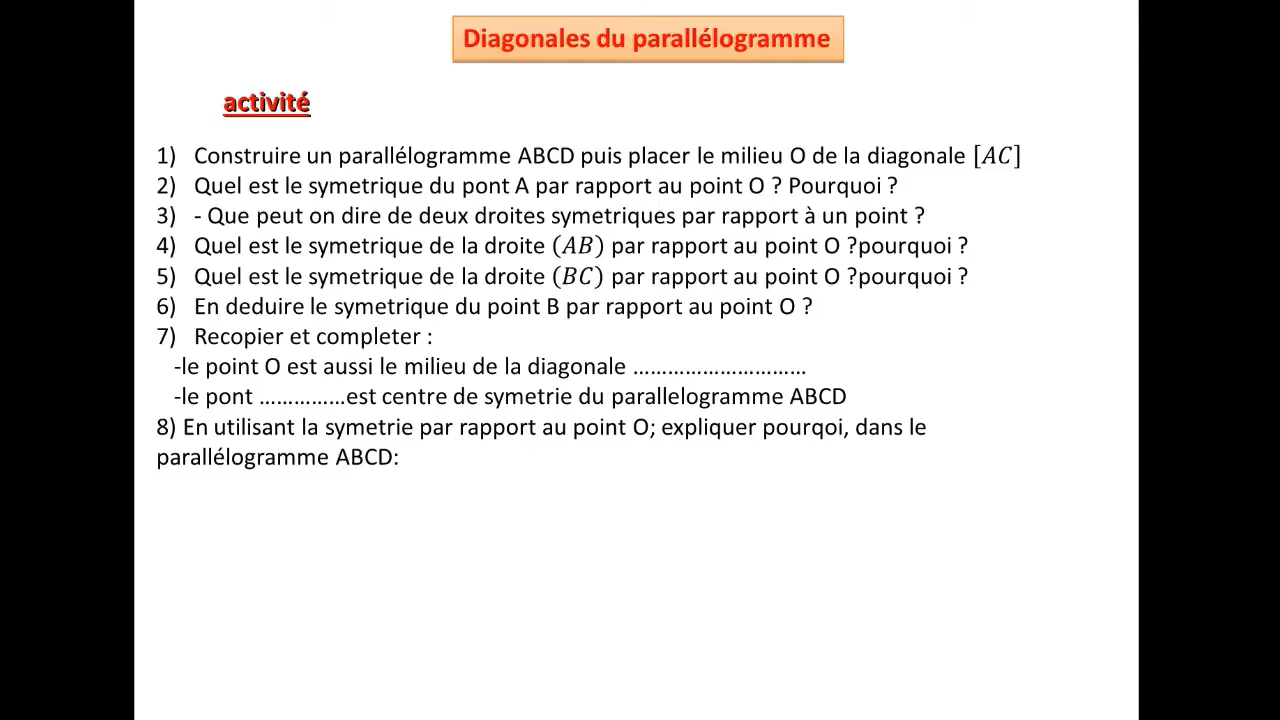 Diagonales du parallélogramme
activité
1) Construire un parallélogramme ABCD puis placer le milieu O de la diagonale [AC]
2) Quel est le symetrique du pont A par rapport au point O ? Pourquoi ?
3) - Que peut on dire de deux droites symetriques par rapport à un point ?
4) Quel est le symetrique de la droite (AB) par rapport au point O ?pourquoi ?
5) Quel est le symetrique de la droite (BC) par rapport au point O ?pourquoi ?
6) En deduire le symetrique du point B par rapport au point O ?
7) Recopier et completer :
-le point O est aussi le milieu de la diagonale …………………………
-le pont ……………est centre de symetrie du parallelogramme ABCD
8) En utilisant la symetrie par rapport au point O; expliquer pourqoi, dans le
parallélogramme ABCD: